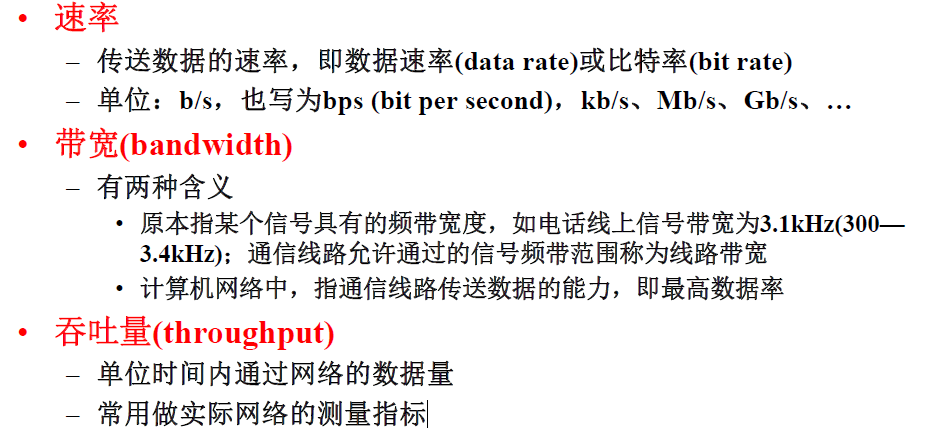 • 速率
– 传送数据的速率，即数据速率(data rate)或比特率(bit rate)
– 单位：b/s，也写为bps (bit per second)，kb/s、Mb/s、Gb/s、…
• 带宽(bandwidth)
– 有两种含义
• 原本指某个信号具有的频带宽度，如电话线上信号带宽为3.1kHz(300—
3.4kHz)；通信线路允许通过的信号频带范围称为线路带宽
• 计算机网络中，指通信线路传送数据的能力，即最高数据率
• 吞吐量(throughput)
– 单位时间内通过网络的数据量
– 常用做实际网络的测量指标